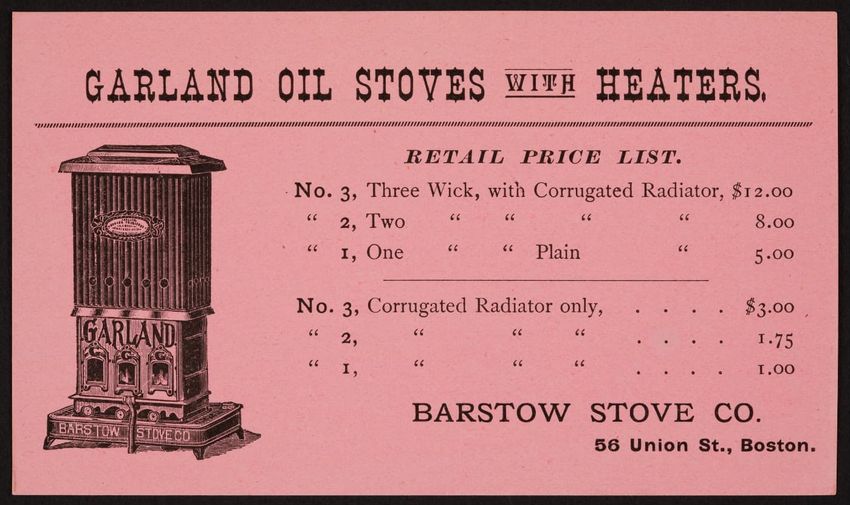 GARLAND OIL STOVES WITH HEATERS.
RETAIL PRICE LIST.
No. 3, Three Wick, with Corrugated Radiator, $12.00
“ 2, Two “ “ “ “ 8.00
“ 1, One “ “ Plain “ 5.00
No. 3, Corrugated Radiator only, . . . . $3.00
“ 2, “ “ “ . . . . 1.75
“ 1, “ “ “ . . . . 1.00
BARSTOW STOVE CO.
56 Union St., Boston.
GARLAND
G G G
BARSTOW STOVE CO